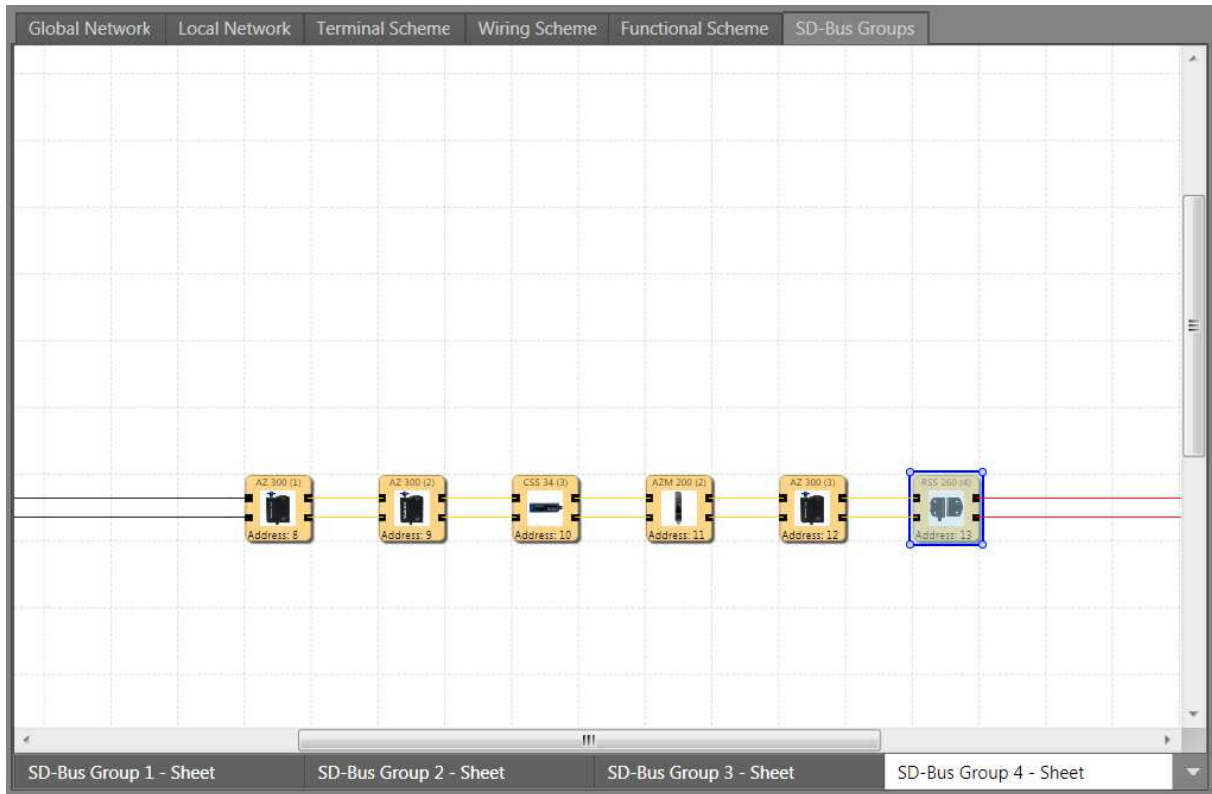 Global Network Local Network Terminal Scheme Wiring Scheme Functional Scheme SD-Bus Groups
AZ 300 (1) AZ 300 (2) CSS 34 (3) AZM 200 (2) AZ 300 (3) RSS 260 (4)
Address: 8 Address: 9 Address: 10 Address: 11 Address: 12 Address: 13
SD-Bus Group 1 - Sheet SD-Bus Group 2 - Sheet SD-Bus Group 3 - Sheet SD-Bus Group 4 - Sheet